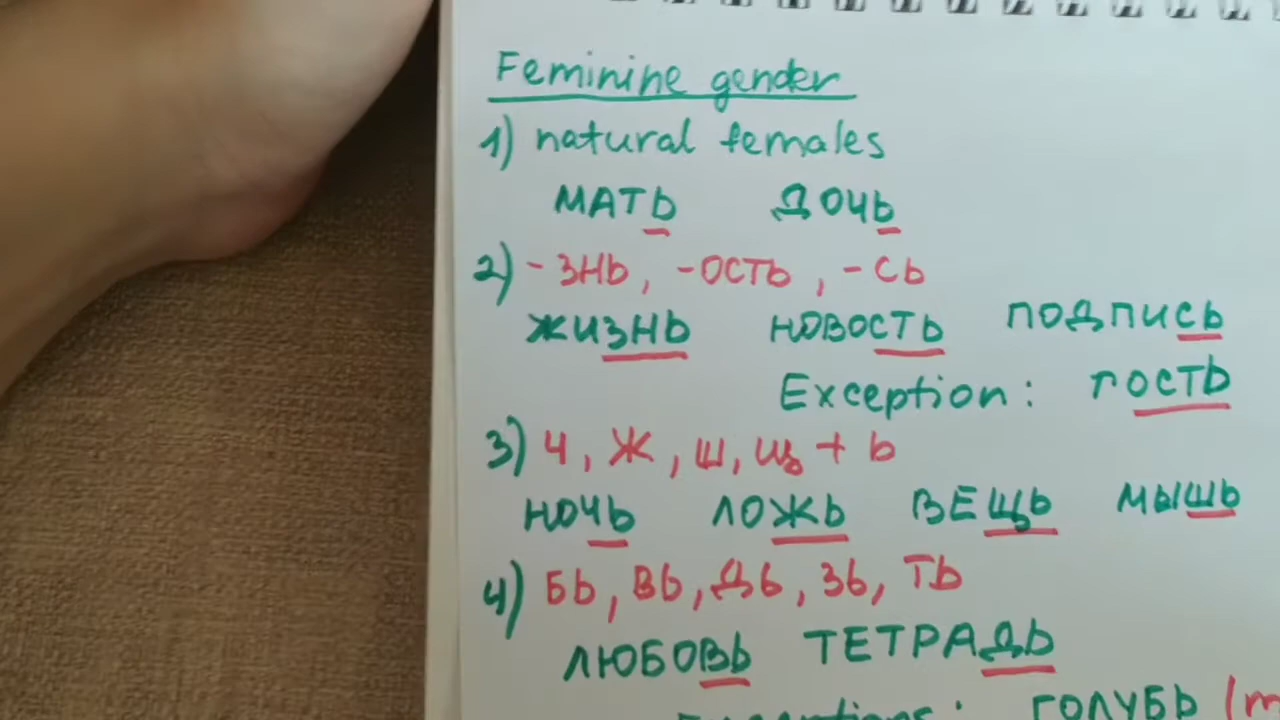 Feminine gender
1) natural females
МАТЬ ДОЧЬ
2) -ЗНЬ, -ОСТЬ, -СЬ
ЖИЗНЬ НОВОСТЬ ПОДПИСЬ
Exception: ГОСТЬ
3) Ч, Ж, Ш, Щ + Ь
НОЧЬ ЛОЖЬ ВЕЩЬ МЫШЬ
4) БЬ, ВЬ, ДЬ, ЗЬ, ТЬ
ЛЮБОВЬ ТЕТРАДЬ
Exceptions: ГОЛУБЬ (m